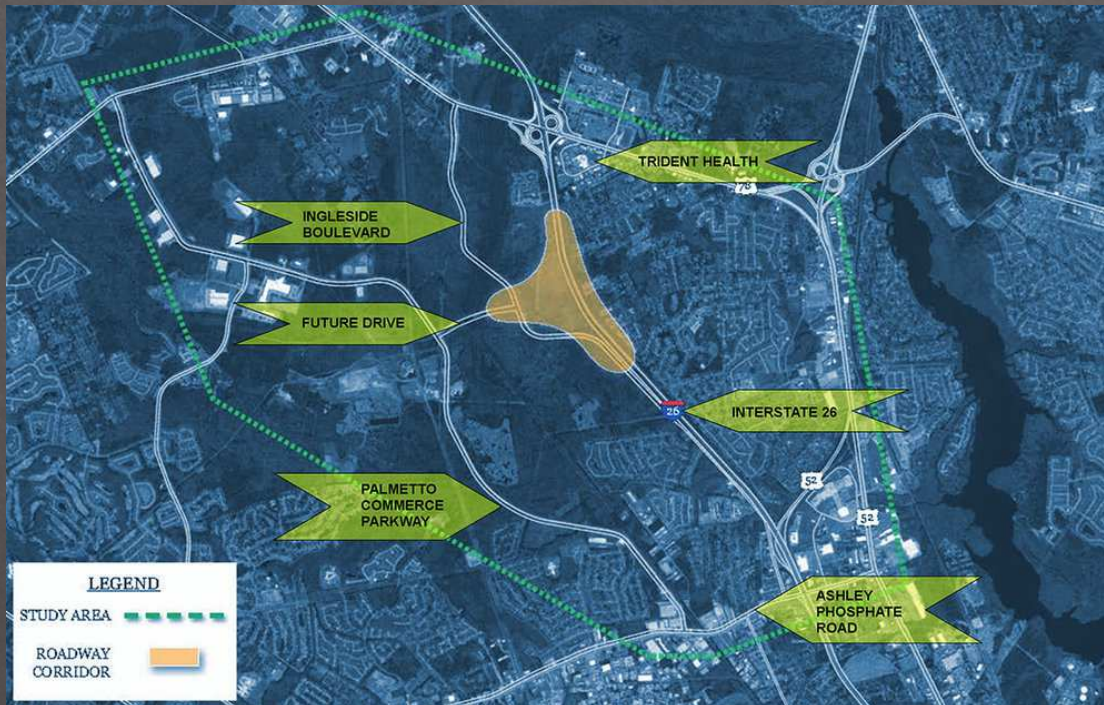 TRIDENT HEALTH
78
INGLESIDE
BOULEVARD
FUTURE DRIVE
INTERSTATE 26
26
PALMETTO
COMMERCE
PARKWAY
52
52
ASHLEY
PHOSPHATE
ROAD
LEGEND
STUDY AREA
ROADWAY
CORRIDOR